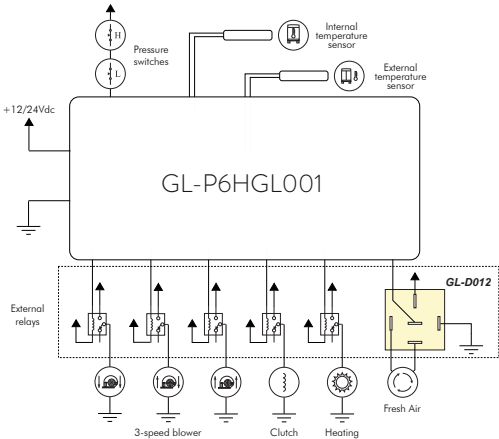 H
L
Pressure
switches
Internal
temperature
sensor
External
temperature
sensor
+12/24Vdc
GL-P6HGL001
GL-D012
External
relays
Fresh Air
3-speed blower
Clutch
Heating